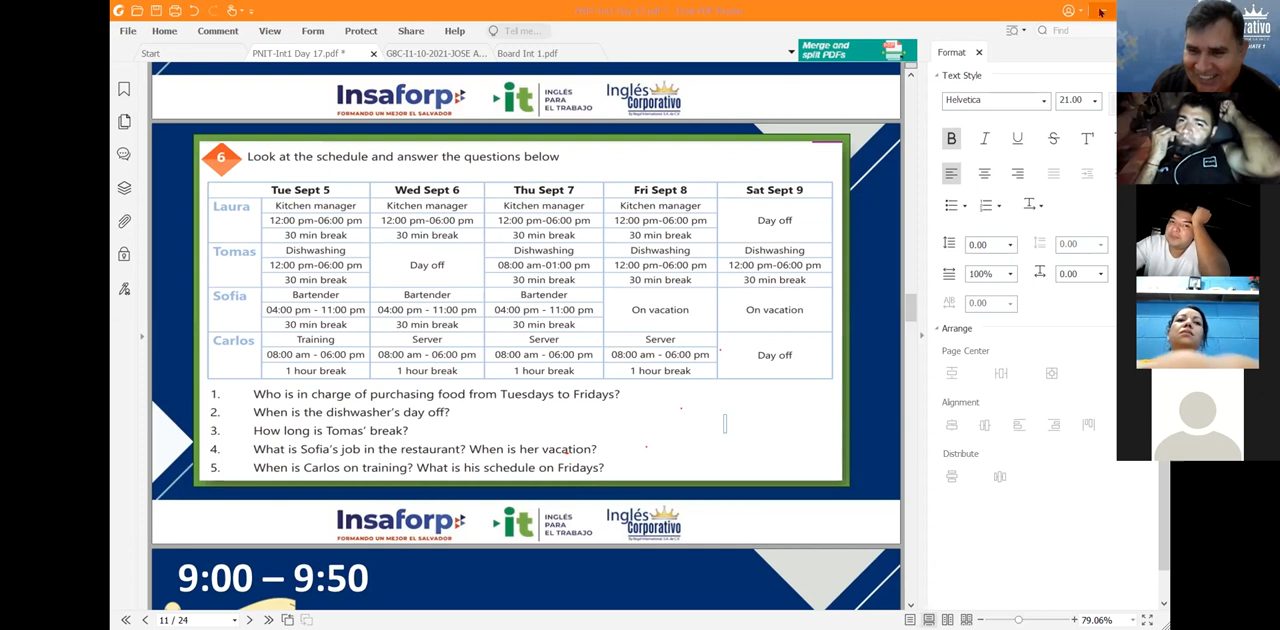 File Home Comment View Form Protect Share Help Tell me... Find
Start PNIT-Int1 Day 17.pdf * G8C-I1-10-2021-JOSE A... Board Int 1.pdf
Merge and
split PDFs
Format
Text Style
Helvetica 21.00
B I U S T
0.00 0.00
100% 0.00
0.00
Arrange
Page Center
Alignment
Distribute
Insaforp
FORMANDO UN MEJOR EL SALVADOR
it INGLÉS
PARA
EL TRABAJO
Inglés
Corporativo
6 Look at the schedule and answer the questions below
Tue Sept 5 Wed Sept 6 Thu Sept 7 Fri Sept 8 Sat Sept 9
Laura Kitchen manager Kitchen manager Kitchen manager Kitchen manager
12:00 pm-06:00 pm 12:00 pm-06:00 pm 12:00 pm-06:00 pm 12:00 pm-06:00 pm Day off
30 min break 30 min break 30 min break 30 min break
Tomas Dishwashing Dishwashing Dishwashing Dishwashing
12:00 pm-06:00 pm Day off 08:00 am-01:00 pm 12:00 pm-06:00 pm 12:00 pm-06:00 pm
30 min break 30 min break 30 min break 30 min break
Sofia Bartender Bartender Bartender
04:00 pm - 11:00 pm 04:00 pm - 11:00 pm 04:00 pm - 11:00 pm On vacation On vacation
30 min break 30 min break 30 min break
Carlos Training Server Server Server
08:00 am - 06:00 pm 08:00 am - 06:00 pm 08:00 am - 06:00 pm 08:00 am - 06:00 pm Day off
1 hour break 1 hour break 1 hour break 1 hour break
1. Who is in charge of purchasing food from Tuesdays to Fridays?
2. When is the dishwasher's day off?
3. How long is Tomas' break?
4. What is Sofia's job in the restaurant? When is her vacation?
5. When is Carlos on training? What is his schedule on Fridays?
Insaforp
FORMANDO UN MEJOR EL SALVADOR
it INGLÉS
PARA
EL TRABAJO
Inglés
Corporativo
9:00 – 9:50
11 / 24 79.06%